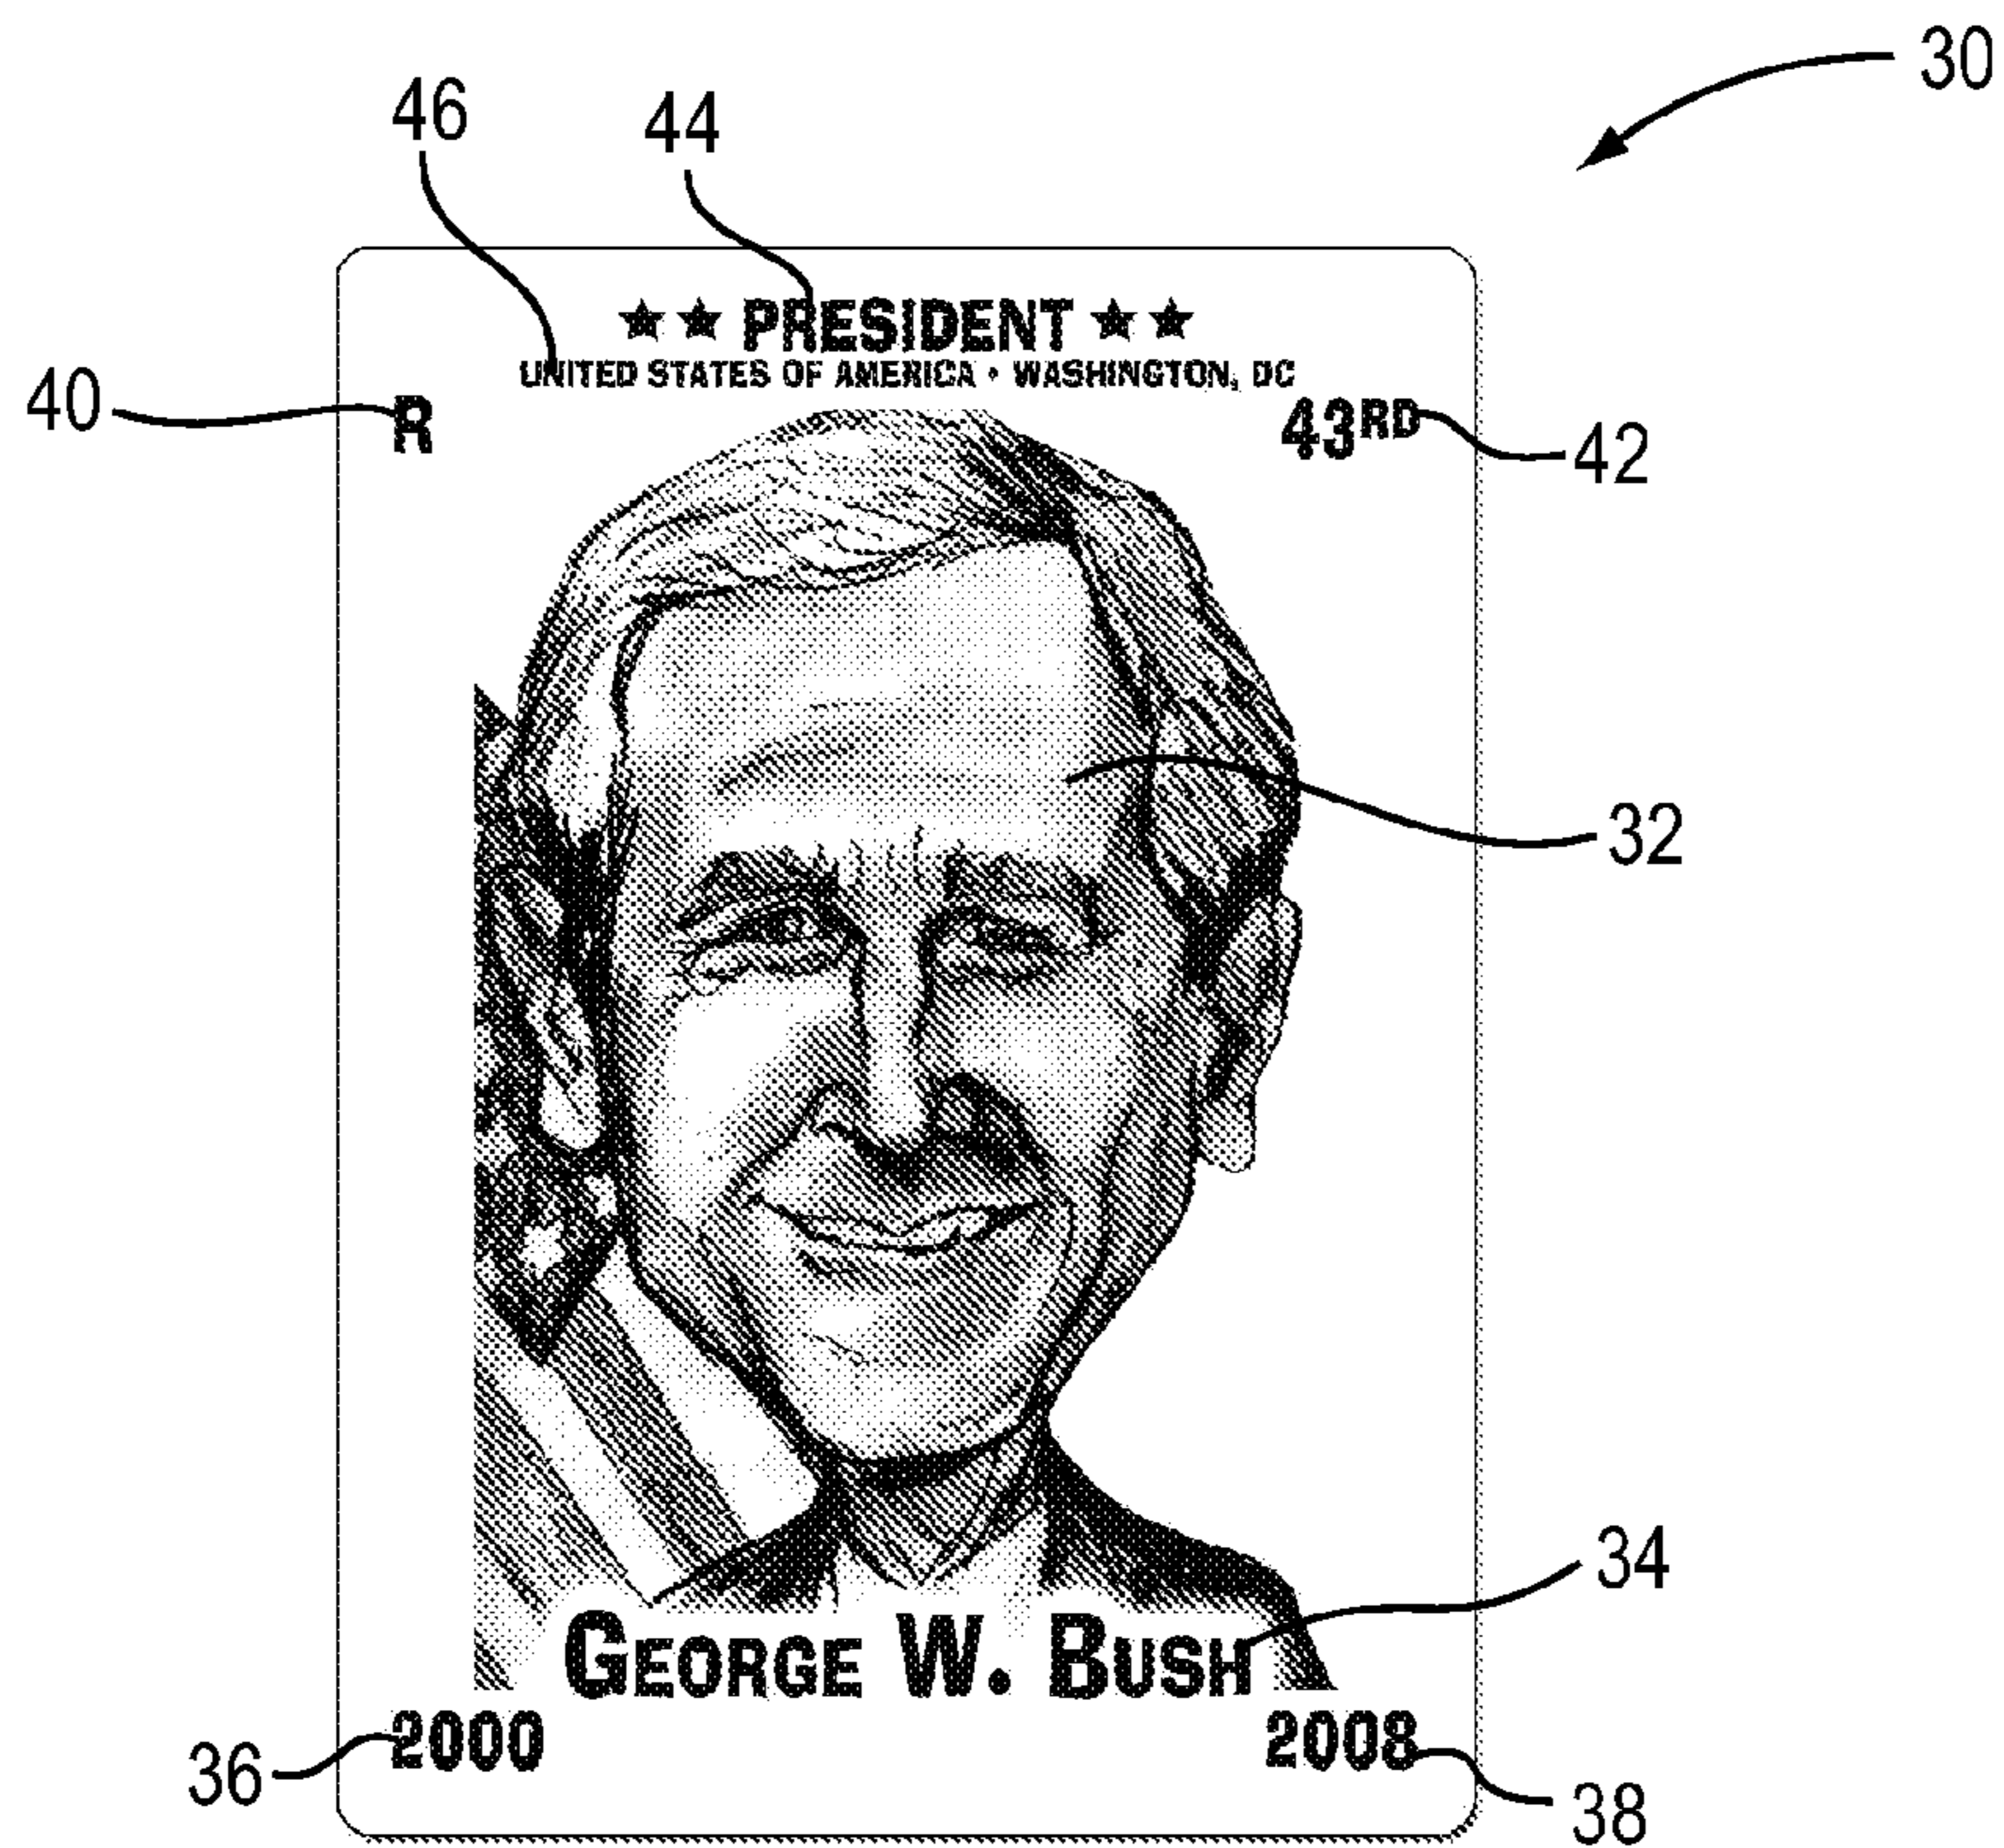 30
46 44
★★ PRESIDENT ★★
UNITED STATES OF AMERICA • WASHINGTON, DC
40 R 43RD 42
32
34
GEORGE W. BUSH
2000 2008
36 38